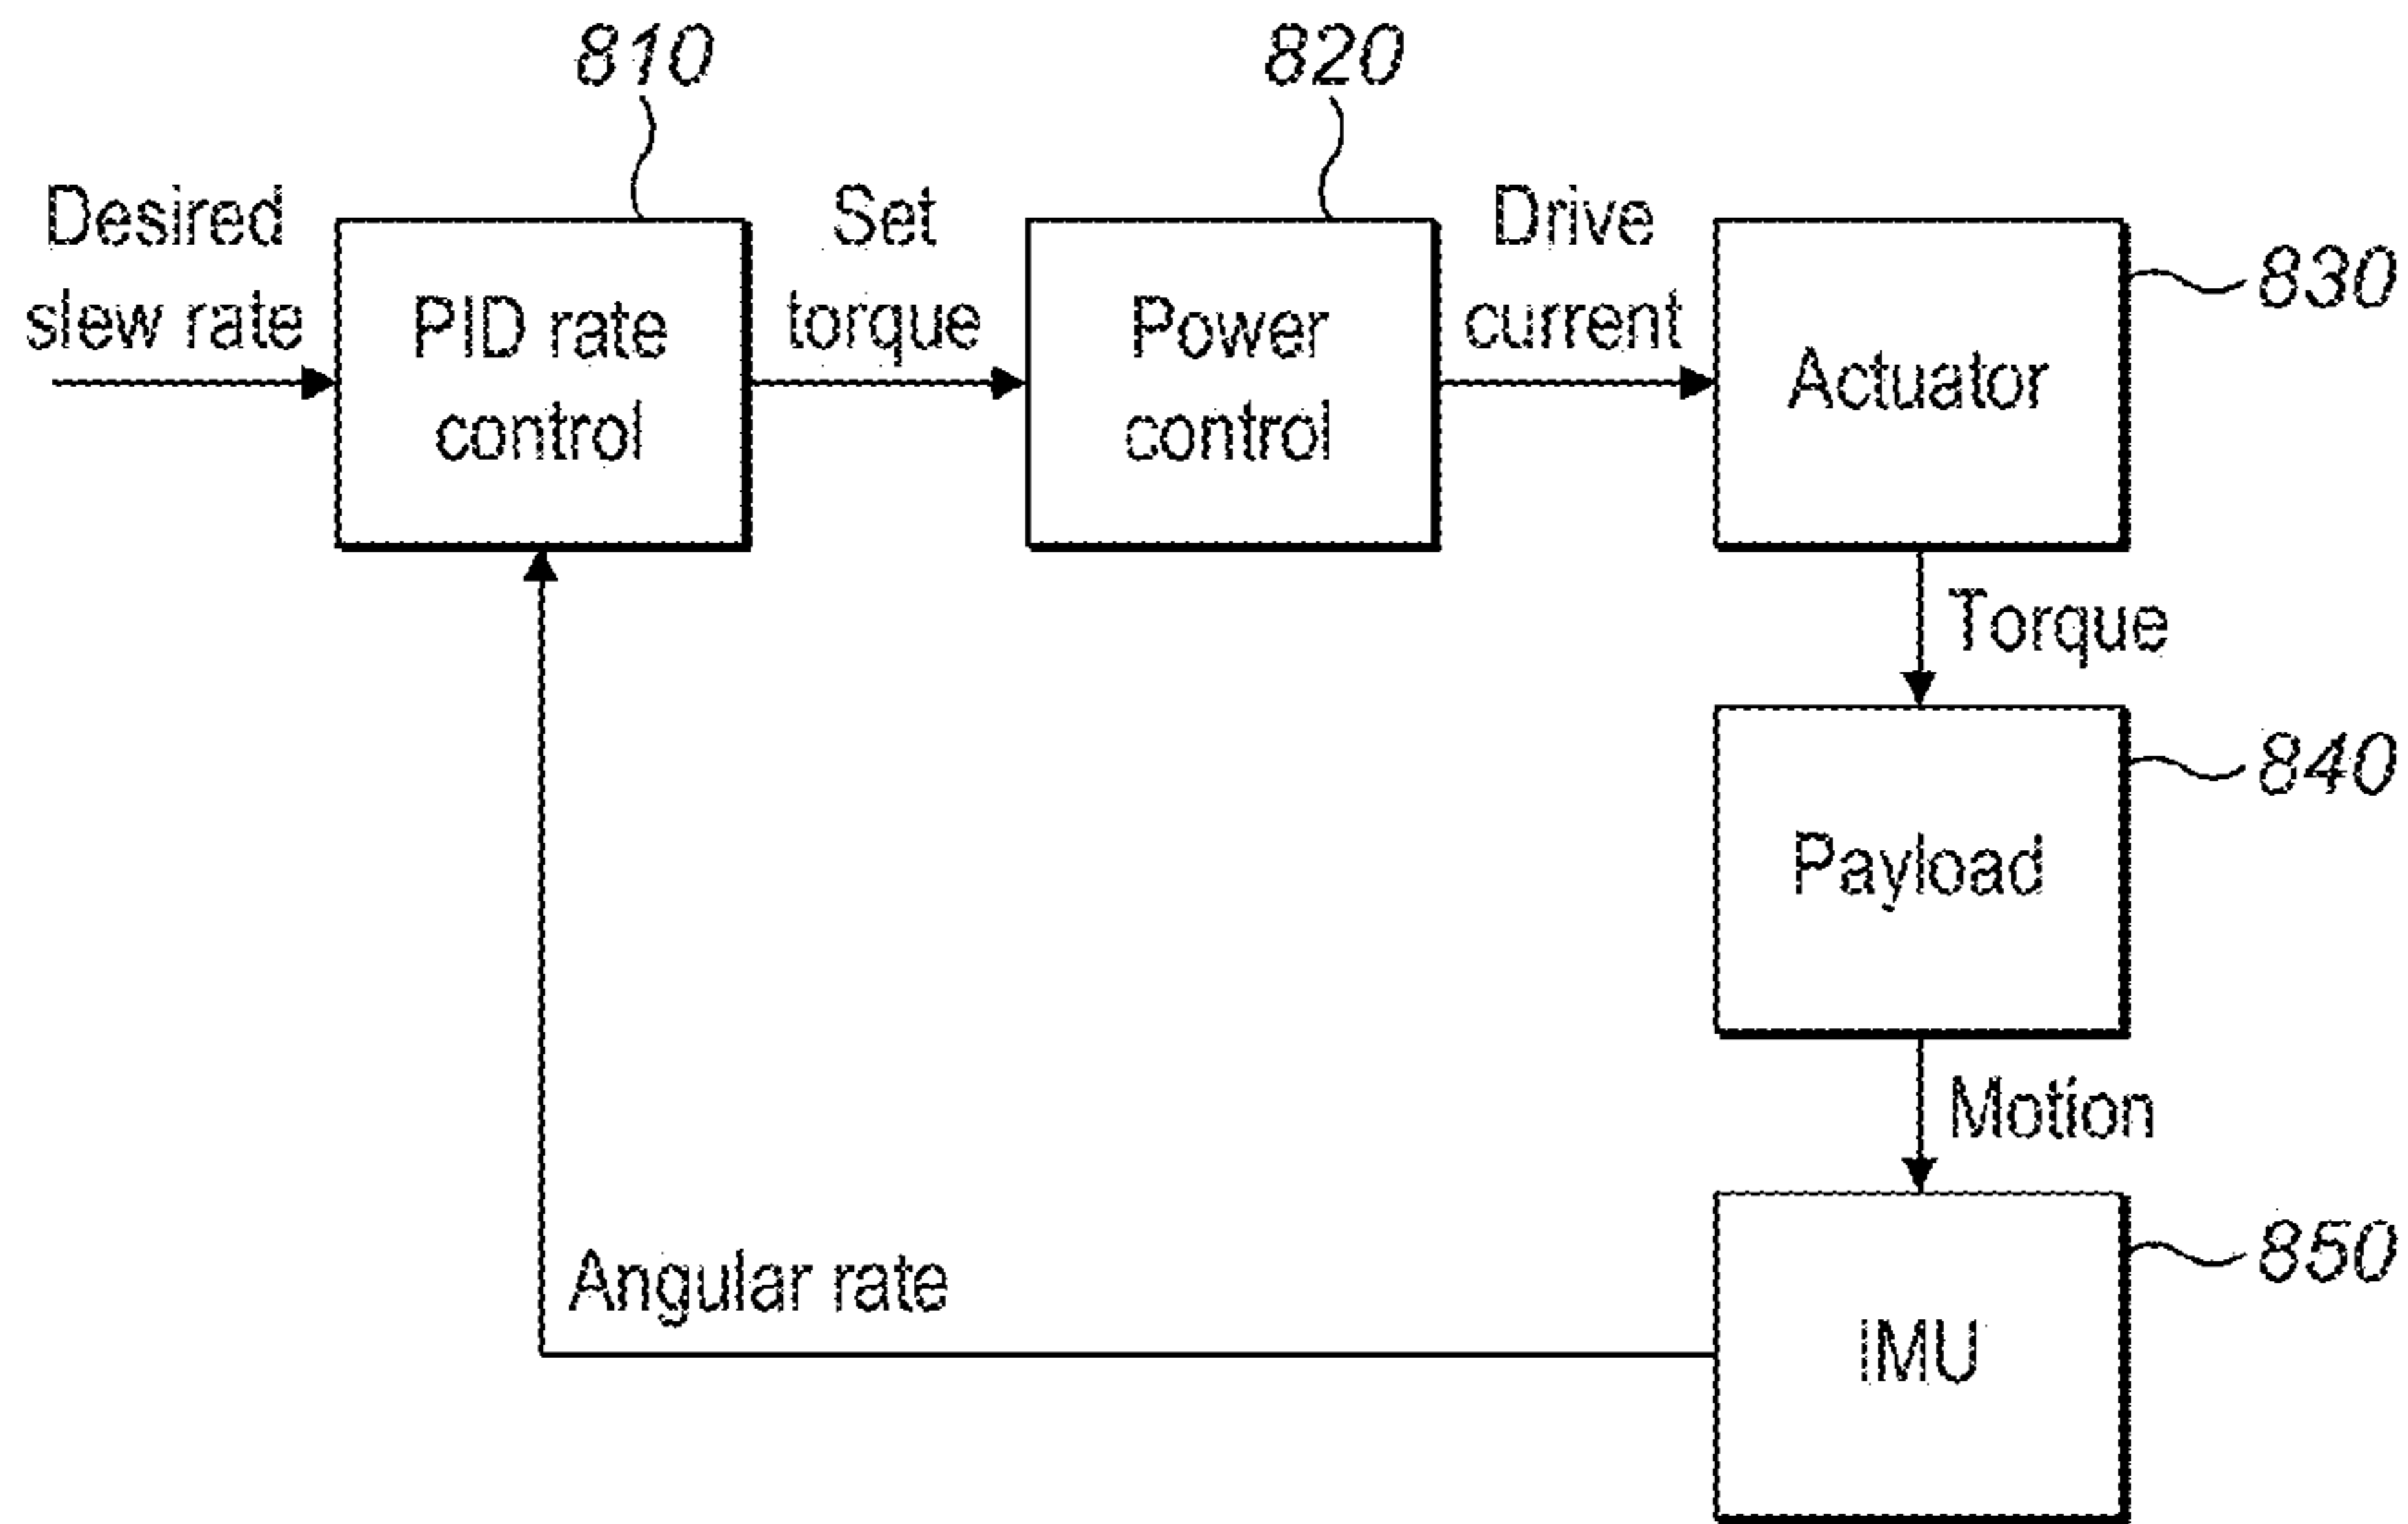 810
820
Desired
slew rate
PID rate
control
Set
torque
Power
control
Drive
current
Actuator
830
Torque
Payload
840
Motion
IMU
850
Angular rate